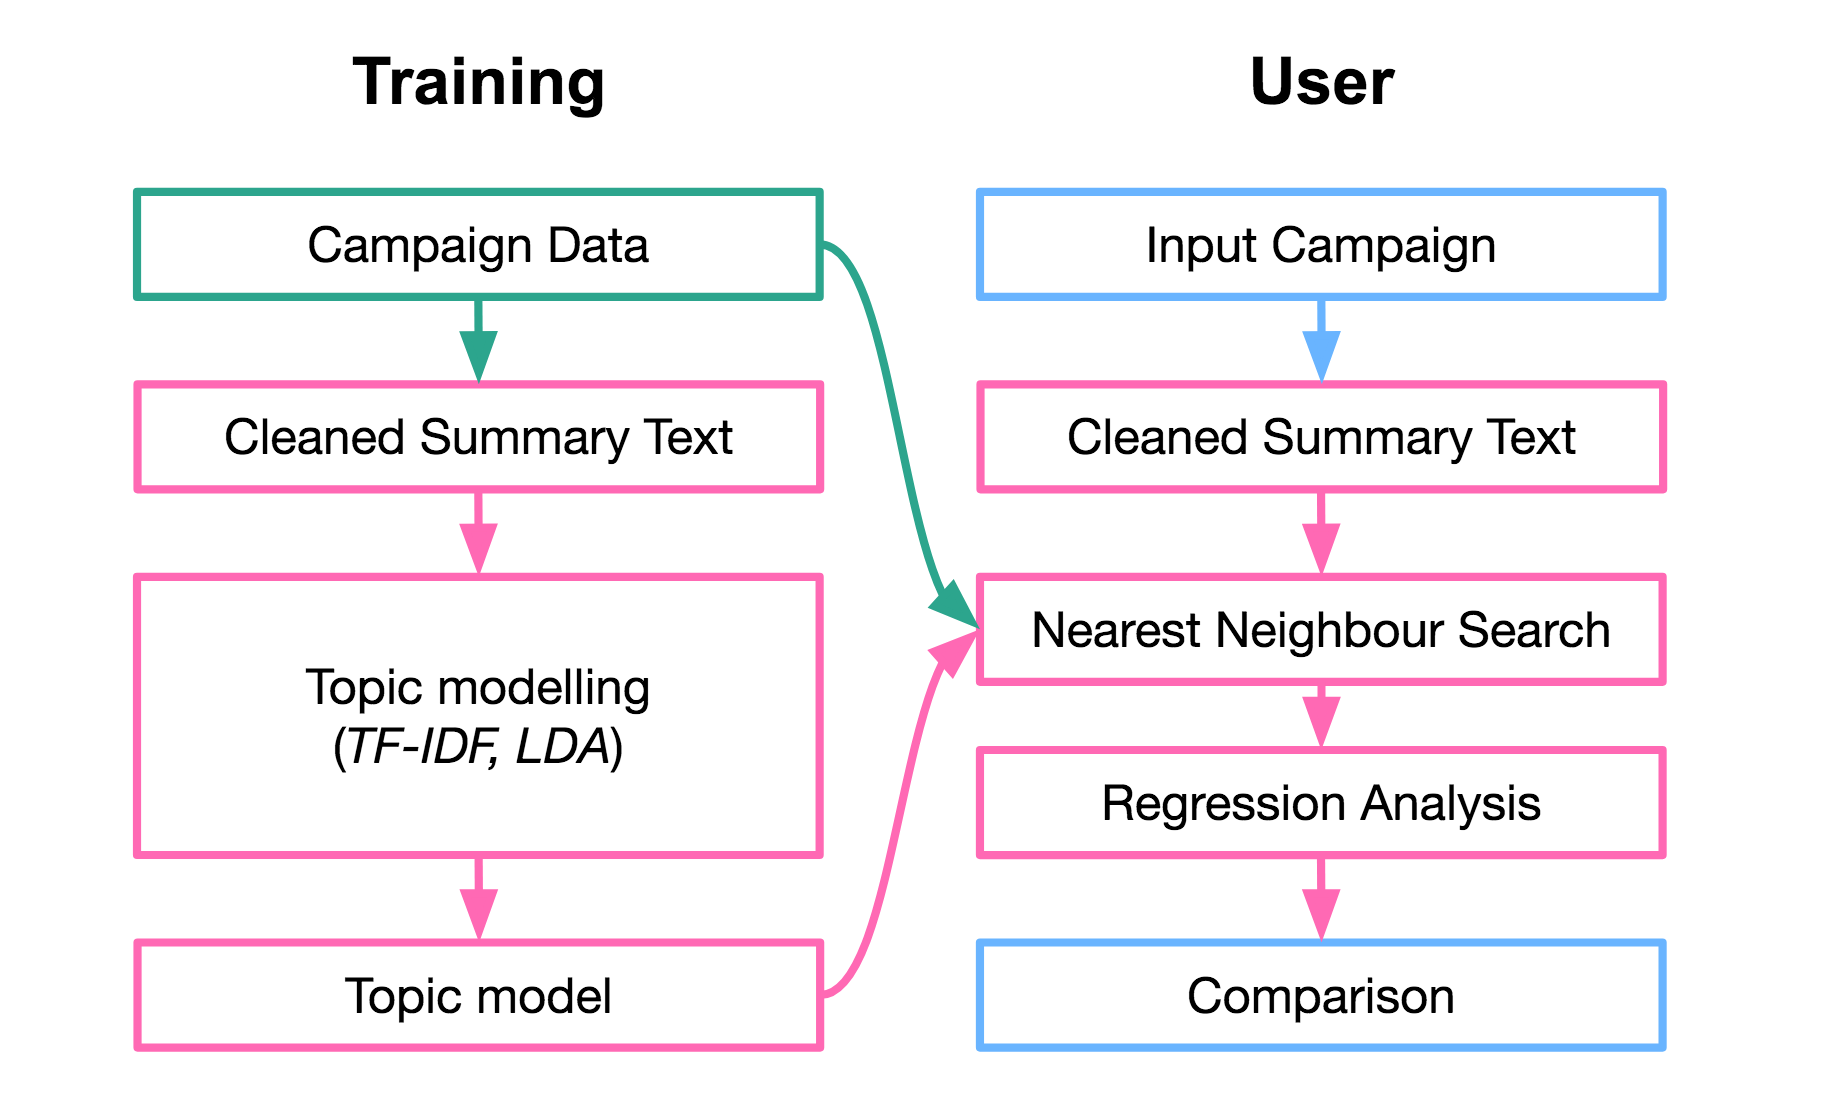 Training
Campaign Data
Cleaned Summary Text
Topic modelling
(TF-IDF, LDA)
Topic model
User
Input Campaign
Cleaned Summary Text
Nearest Neighbour Search
Regression Analysis
Comparison